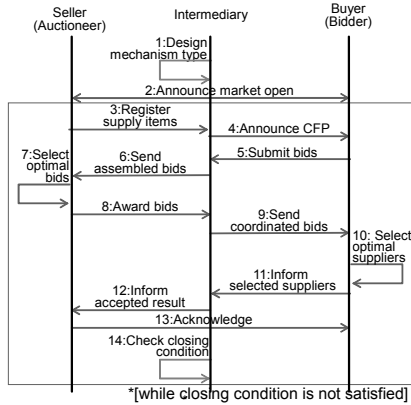 Seller
(Auctioneer)
Intermediary
Buyer
(Bidder)
1:Design
mechanism type
2:Announce market open
3:Register
supply items
4:Announce CFP
5:Submit bids
6:Send
assembled bids
7:Select
optimal
bids
8:Award bids
9:Send
coordinated bids
10: Select
optimal
suppliers
11:Inform
selected suppliers
12:Inform
accepted result
13:Acknowledge
14:Check closing
condition
*[while closing condition is not satisfied]